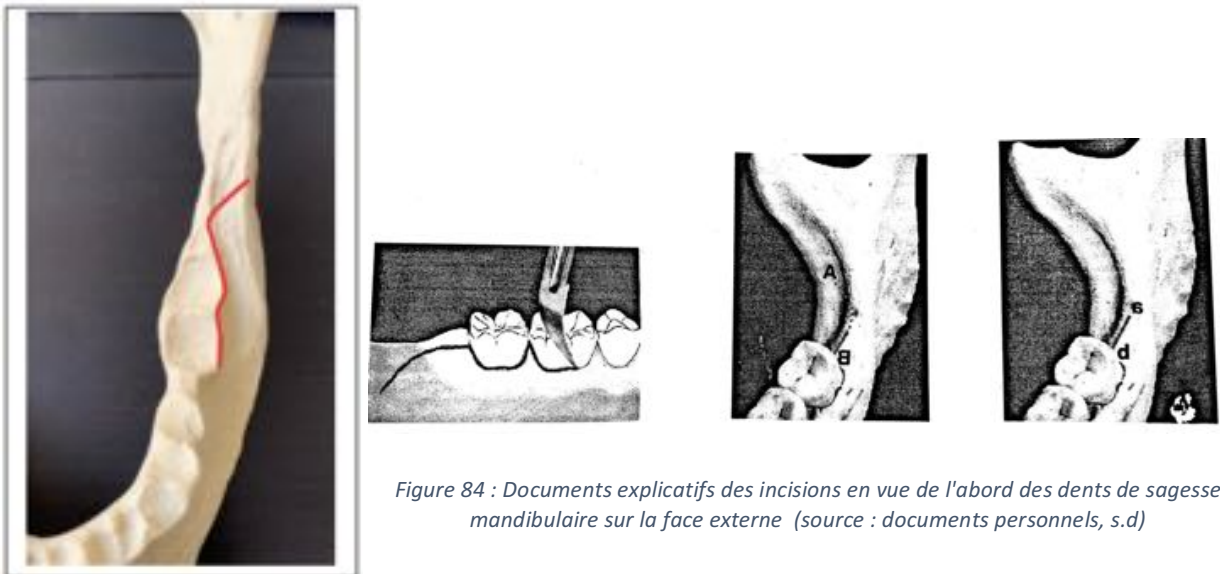 A
B
a
d
Figure 84 : Documents explicatifs des incisions en vue de l'abord des dents de sagesse
mandibulaire sur la face externe (source : documents personnels, s.d)